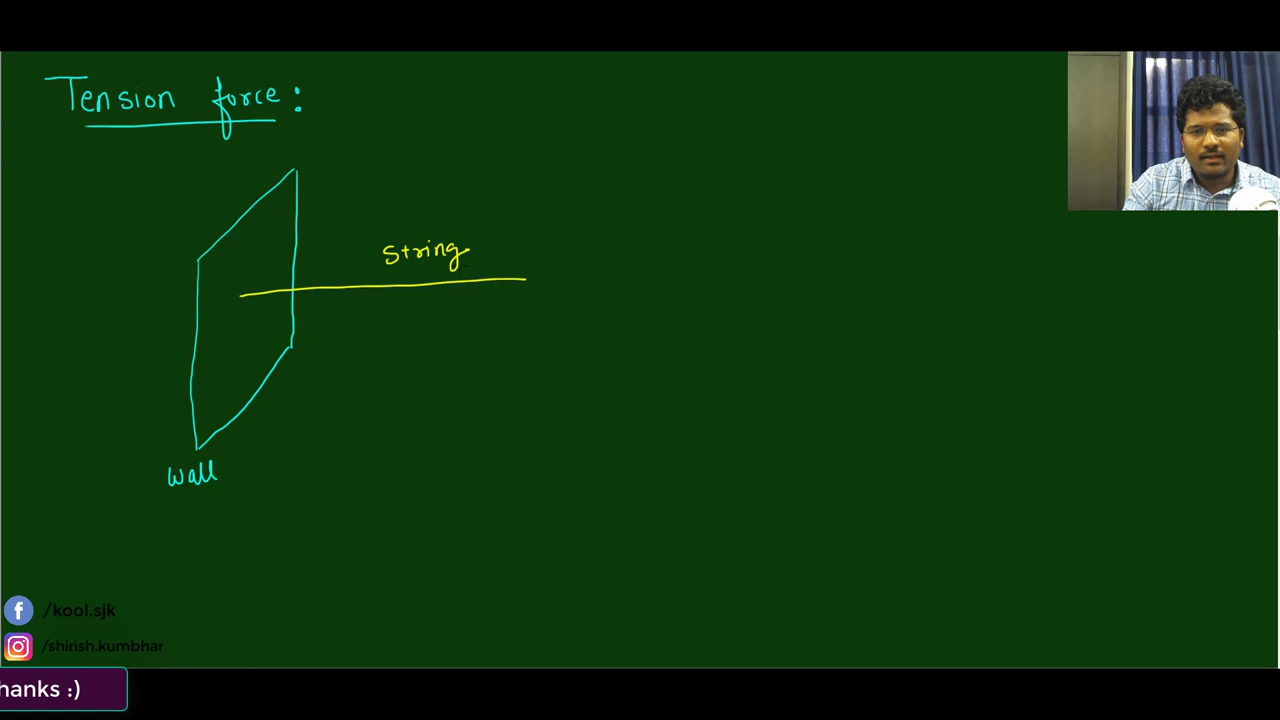 Tension force:
string
wall
/kool.sjk
/shirish.kumbhar
hanks :)